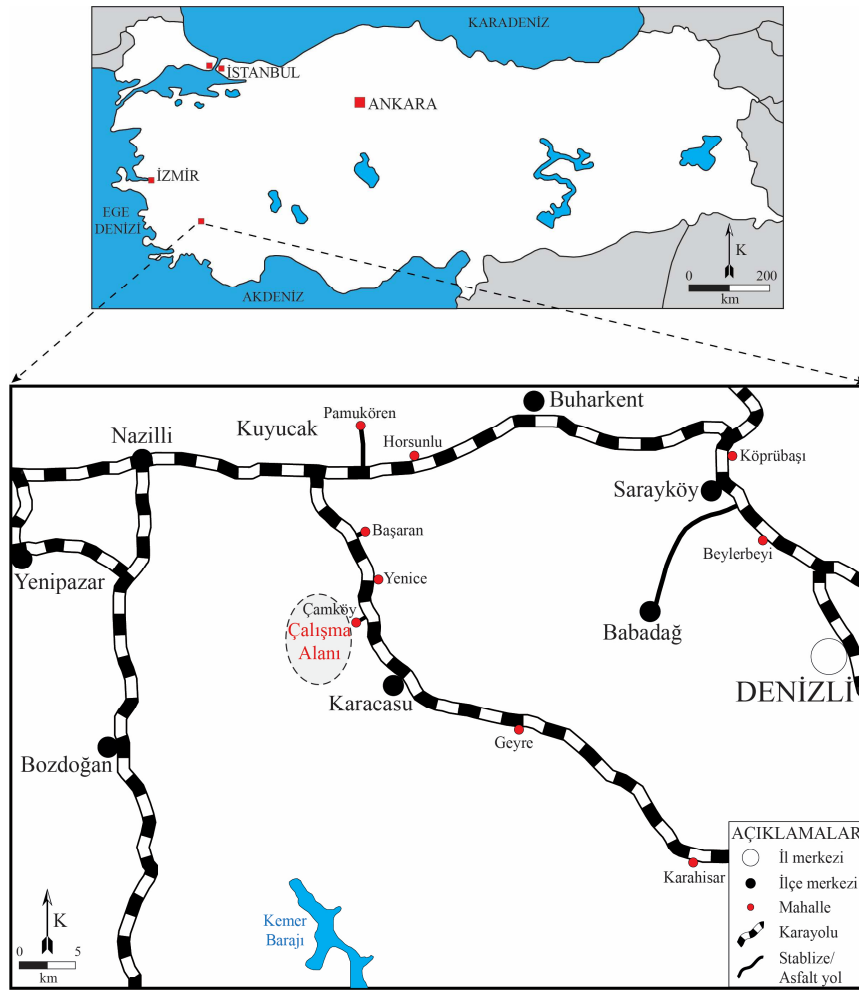 KARADENİZ
İSTANBUL
ANKARA
İZMİR
EGE
DENİZİ
K
0 200
km
AKDENİZ
Buharkent
Pamukören
Kuyucak
Nazilli
Horsunlu
Köprübaşı
Sarayköy
Başaran
Beylerbeyi
Yenipazar
Yenice
Çamköy
Çalışma
Alanı
Babadağ
DENİZLİ
Karacasu
Geyre
Bozdoğan
Karahisar
Kemer
Barajı
K
0 5
km
AÇIKLAMALAR
İl merkezi
İlçe merkezi
Mahalle
Karayolu
Stablize/
Asfalt yol